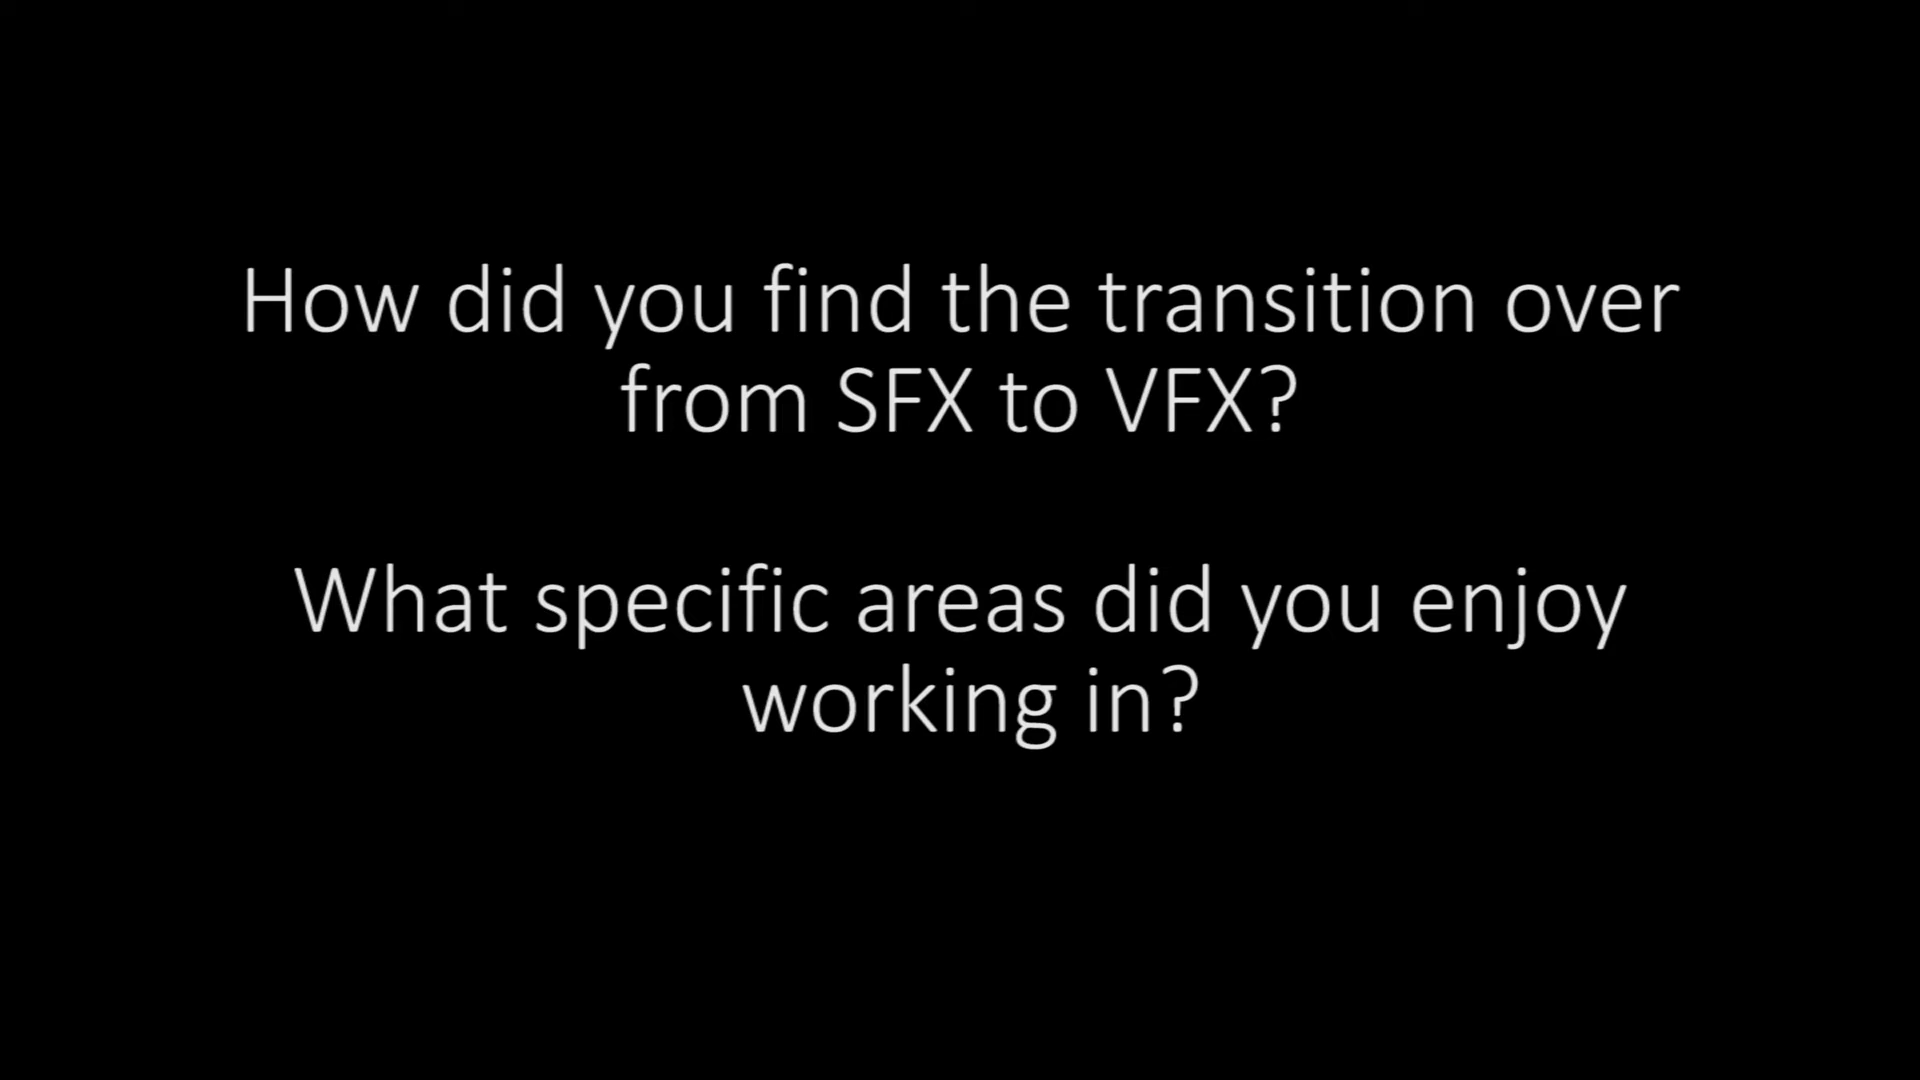 How did you find the transition over
from SFX to VFX?
What specific areas did you enjoy
working in?